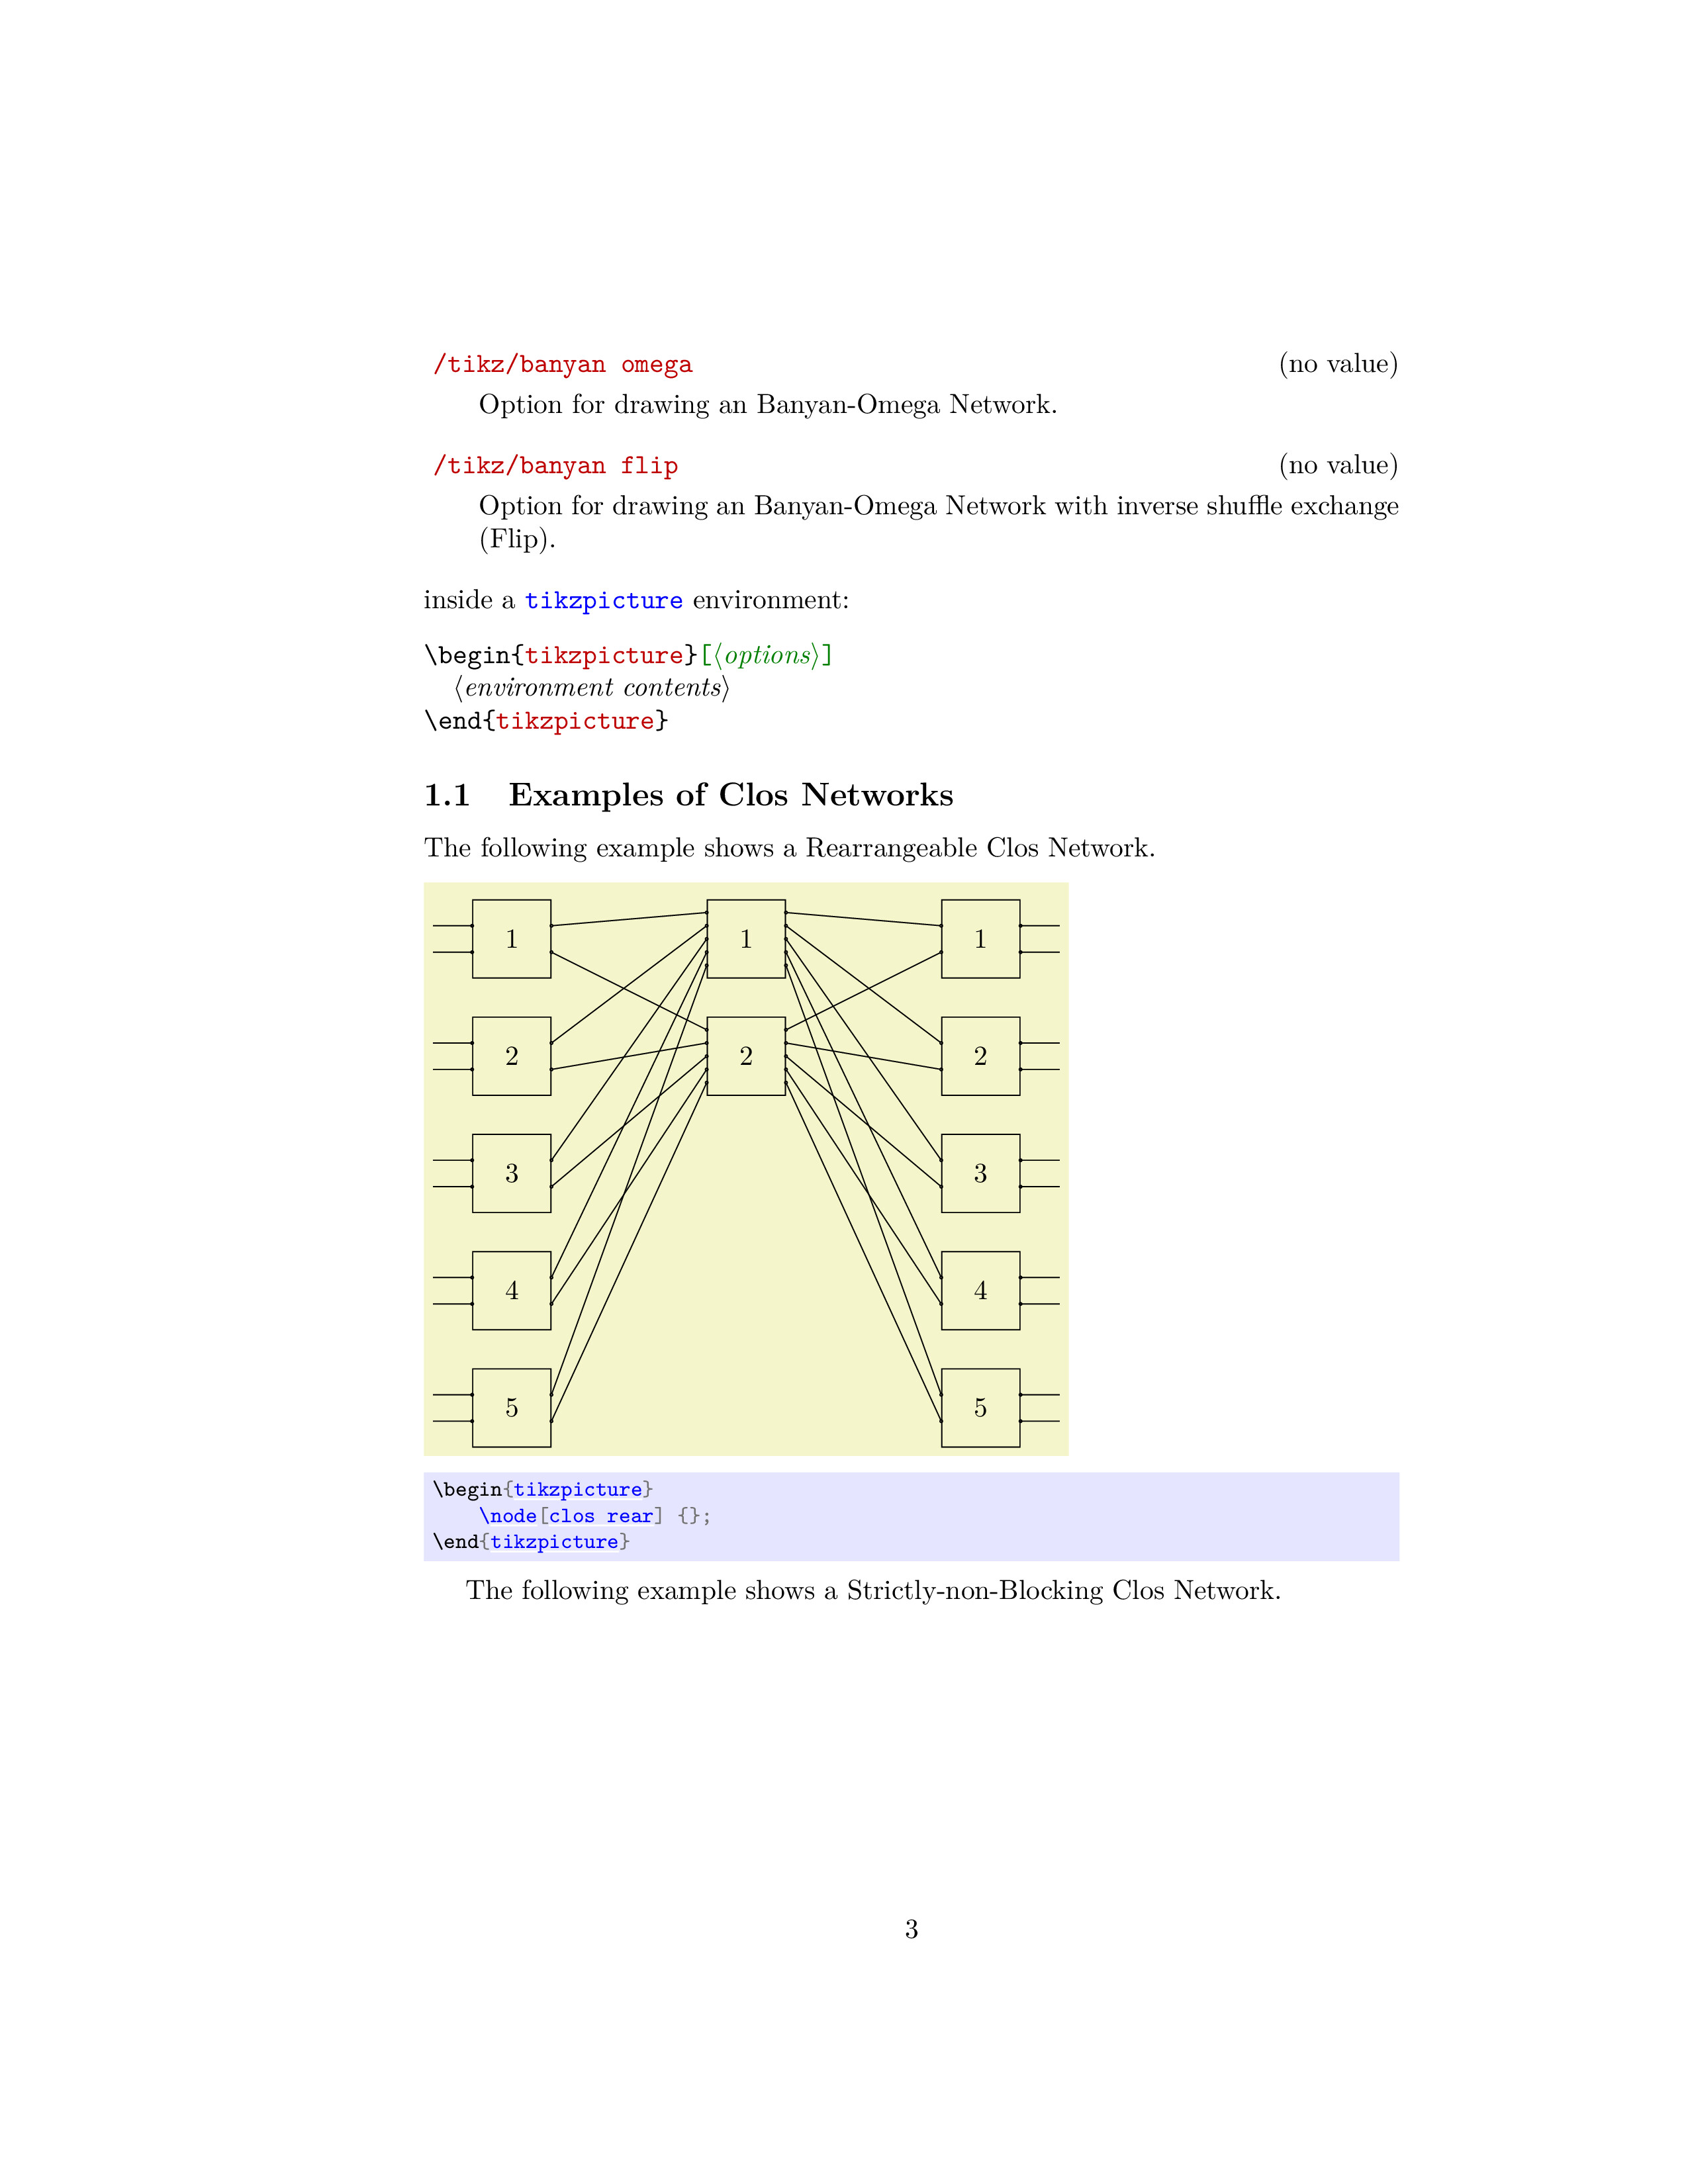 /tikz/banyan omega (no value)
Option for drawing an Banyan-Omega Network.
/tikz/banyan flip (no value)
Option for drawing an Banyan-Omega Network with inverse shuffle exchange
(Flip).
inside a tikzpicture environment:
\begin{tikzpicture}[⟨options⟩]
⟨environment contents⟩
\end{tikzpicture}
1.1 Examples of Clos Networks
The following example shows a Rearrangeable Clos Network.
1 1 1
2 2 2
3 3
4 4
5 5
\begin{tikzpicture}
\node[clos rear] {};
\end{tikzpicture}
The following example shows a Strictly-non-Blocking Clos Network.
3